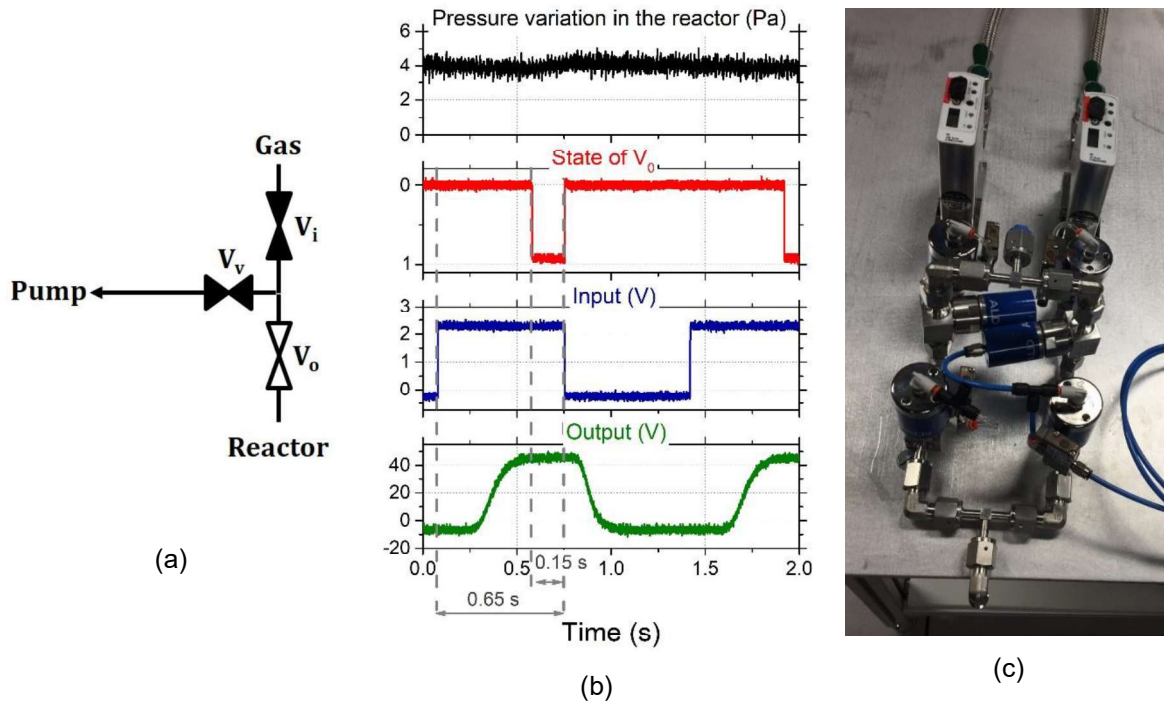 Gas
V_i
V_v
Pump
V_o
Reactor
(a)
Pressure variation in the reactor (Pa)
6
4
2
0
State of V_0
0
1
Input (V)
3
2
1
0
Output (V)
40
20
0
-20
0.0 0.5 1.0 1.5 2.0
0.15 s
0.65 s
Time (s)
(b)
(c)